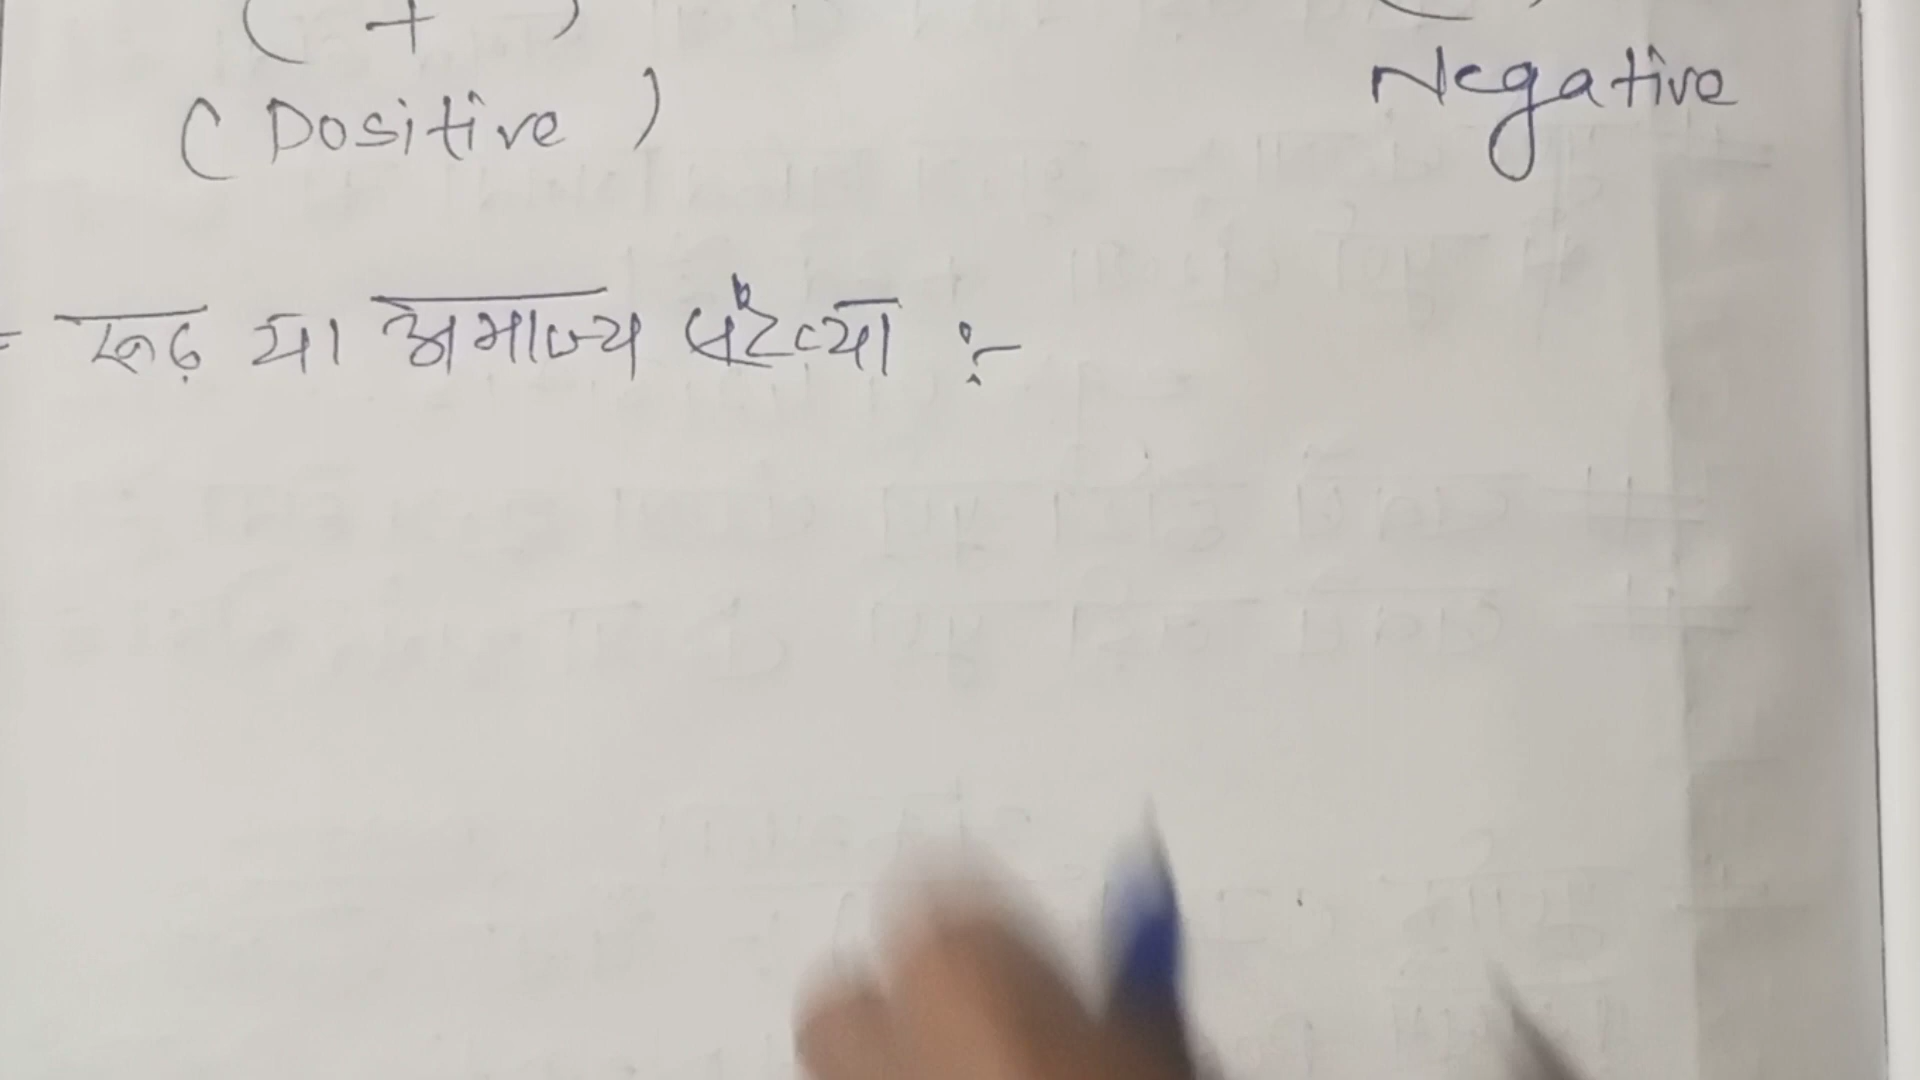 ( + )
(Positive) Negative
रूढ़ या अभाज्य संख्या :-